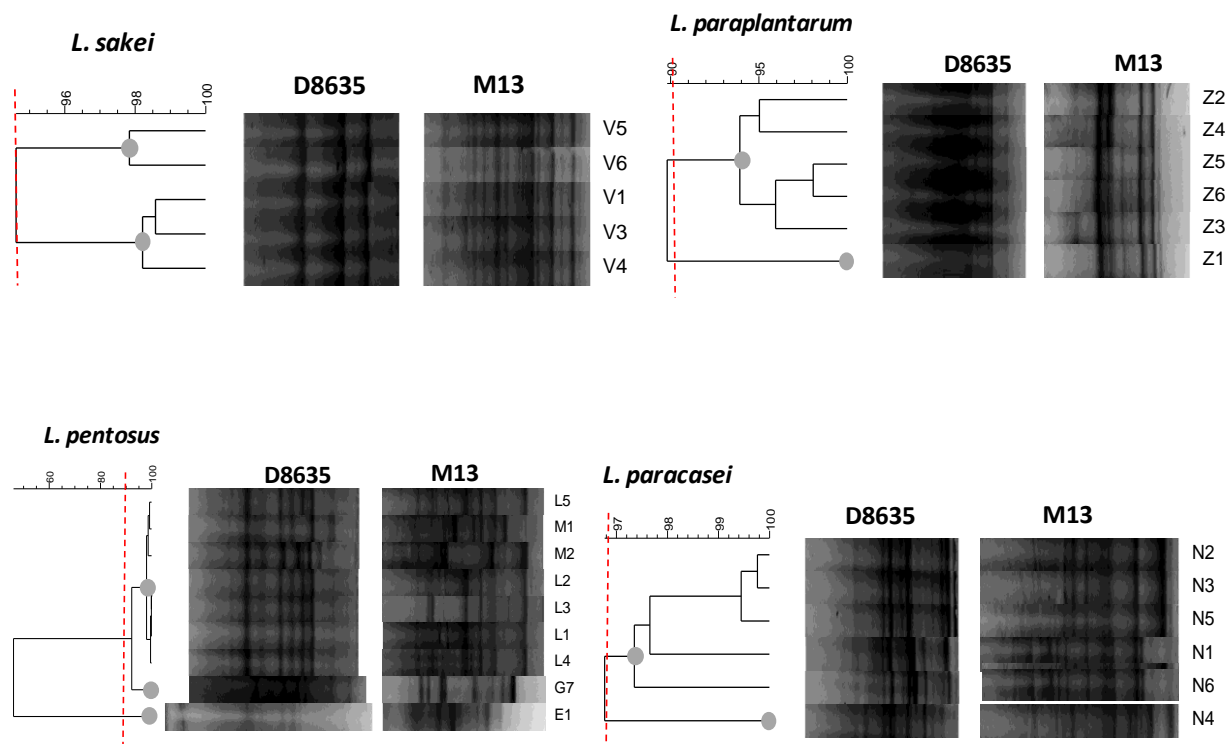 L. sakei
96
98
100
D8635
M13
V5
V6
V1
V3
V4
L. paraplantarum
90
95
100
D8635
M13
Z2
Z4
Z5
Z6
Z3
Z1
L. pentosus
60
80
100
D8635
M13
L5
M1
M2
L2
L3
L1
L4
G7
E1
L. paracasei
97
98
99
100
D8635
M13
N2
N3
N5
N1
N6
N4